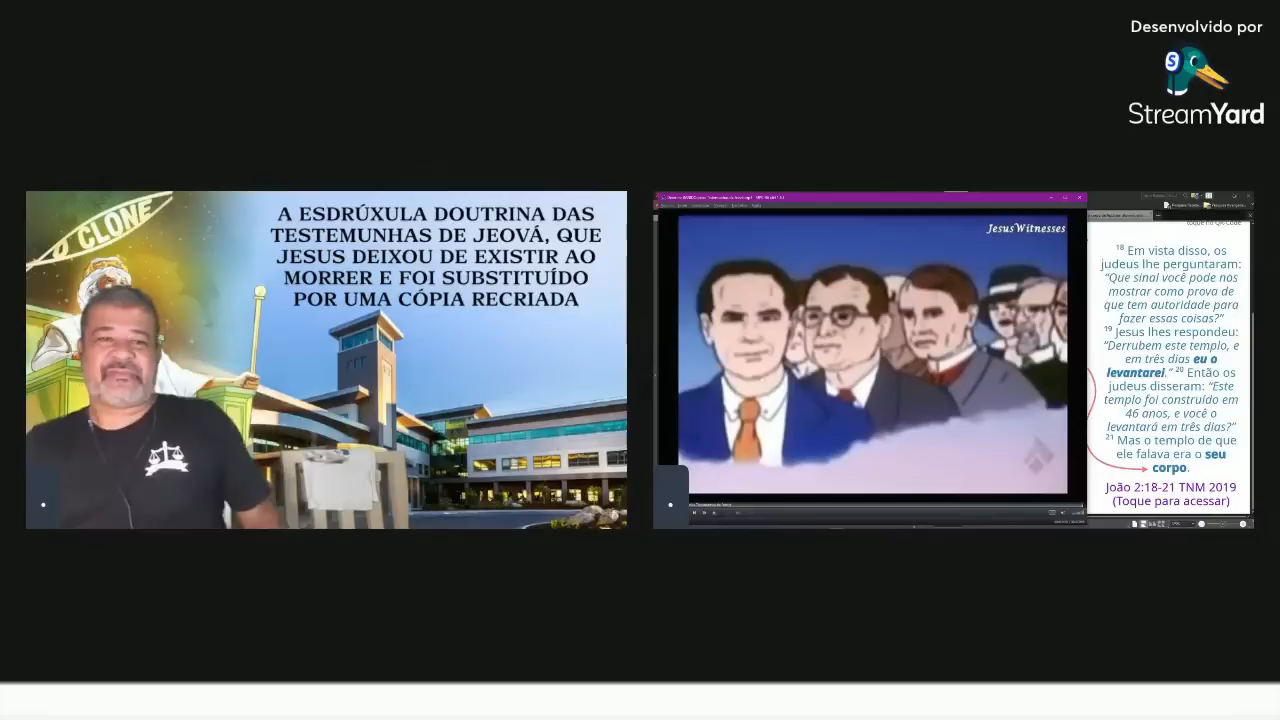 Desenvolvido por
StreamYard
O CLONE
A ESDRÚXULA DOUTRINA DAS
TESTEMUNHAS DE JEOVÁ, QUE
JESUS DEIXOU DE EXISTIR AO
MORRER E FOI SUBSTITUÍDO
POR UMA CÓPIA RECRIADA
JesusWitnesses
toque no QR-Code
18 Em vista disso, os
judeus lhe perguntaram:
“Que sinal você pode nos
mostrar como prova de
que tem autoridade para
fazer essas coisas?”
19 Jesus lhes respondeu:
“Derrubem este templo, e
em três dias eu o
levantarei.” 20 Então os
judeus disseram: “Este
templo foi construído em
46 anos, e você o
levantará em três dias?”
21 Mas o templo de que
ele falava era o seu
corpo.
João 2:18-21 TNM 2019
(Toque para acessar)